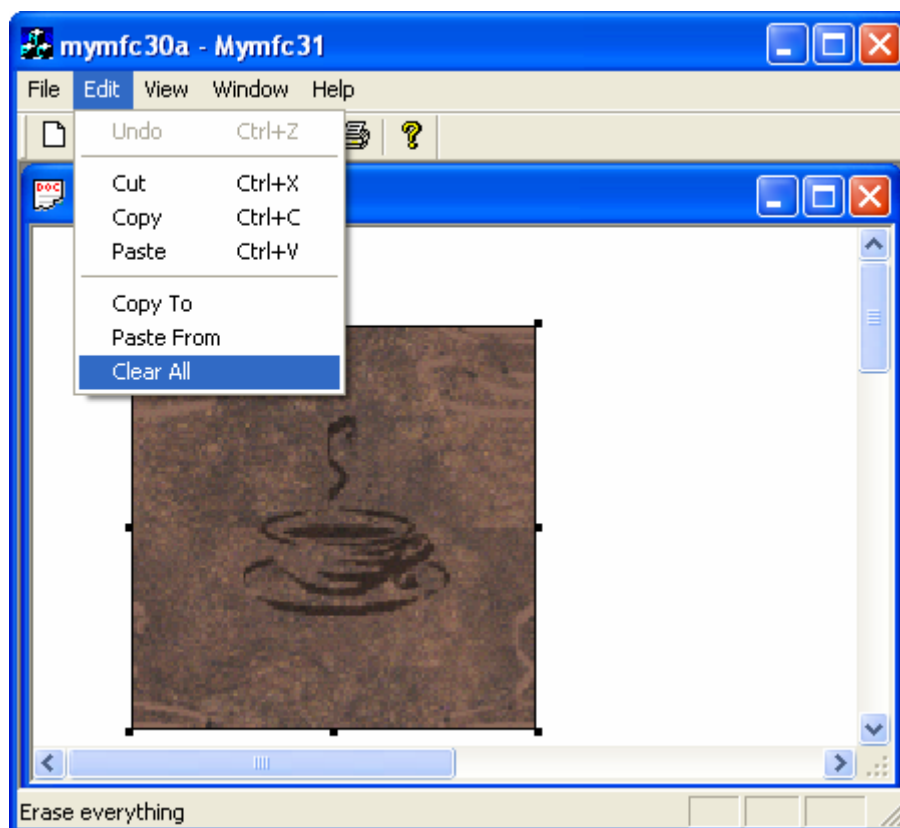 mymfc30a - Mymfc31
File Edit View Window Help
Undo Ctrl+Z
Cut Ctrl+X
Copy Ctrl+C
Paste Ctrl+V
Copy To
Paste From
Clear All
DOC
Erase everything